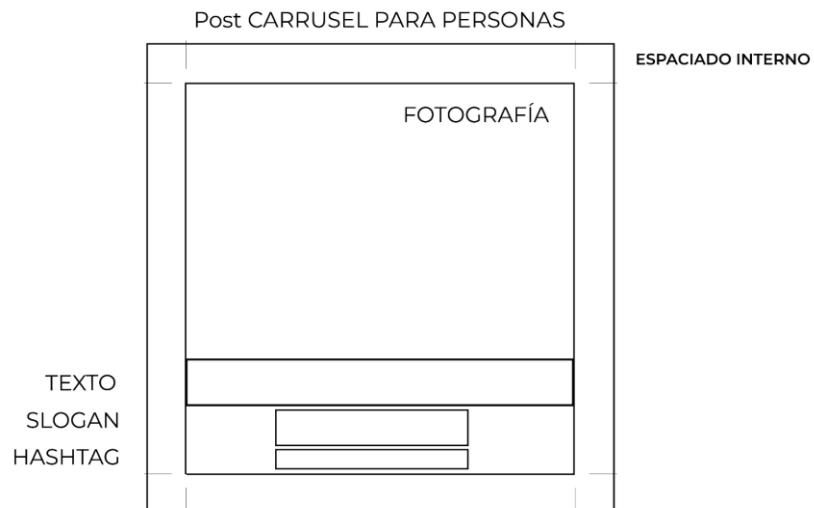 Post CARRUSEL PARA PERSONAS
ESPACIADO INTERNO
FOTOGRAFÍA
TEXTO
SLOGAN
HASHTAG